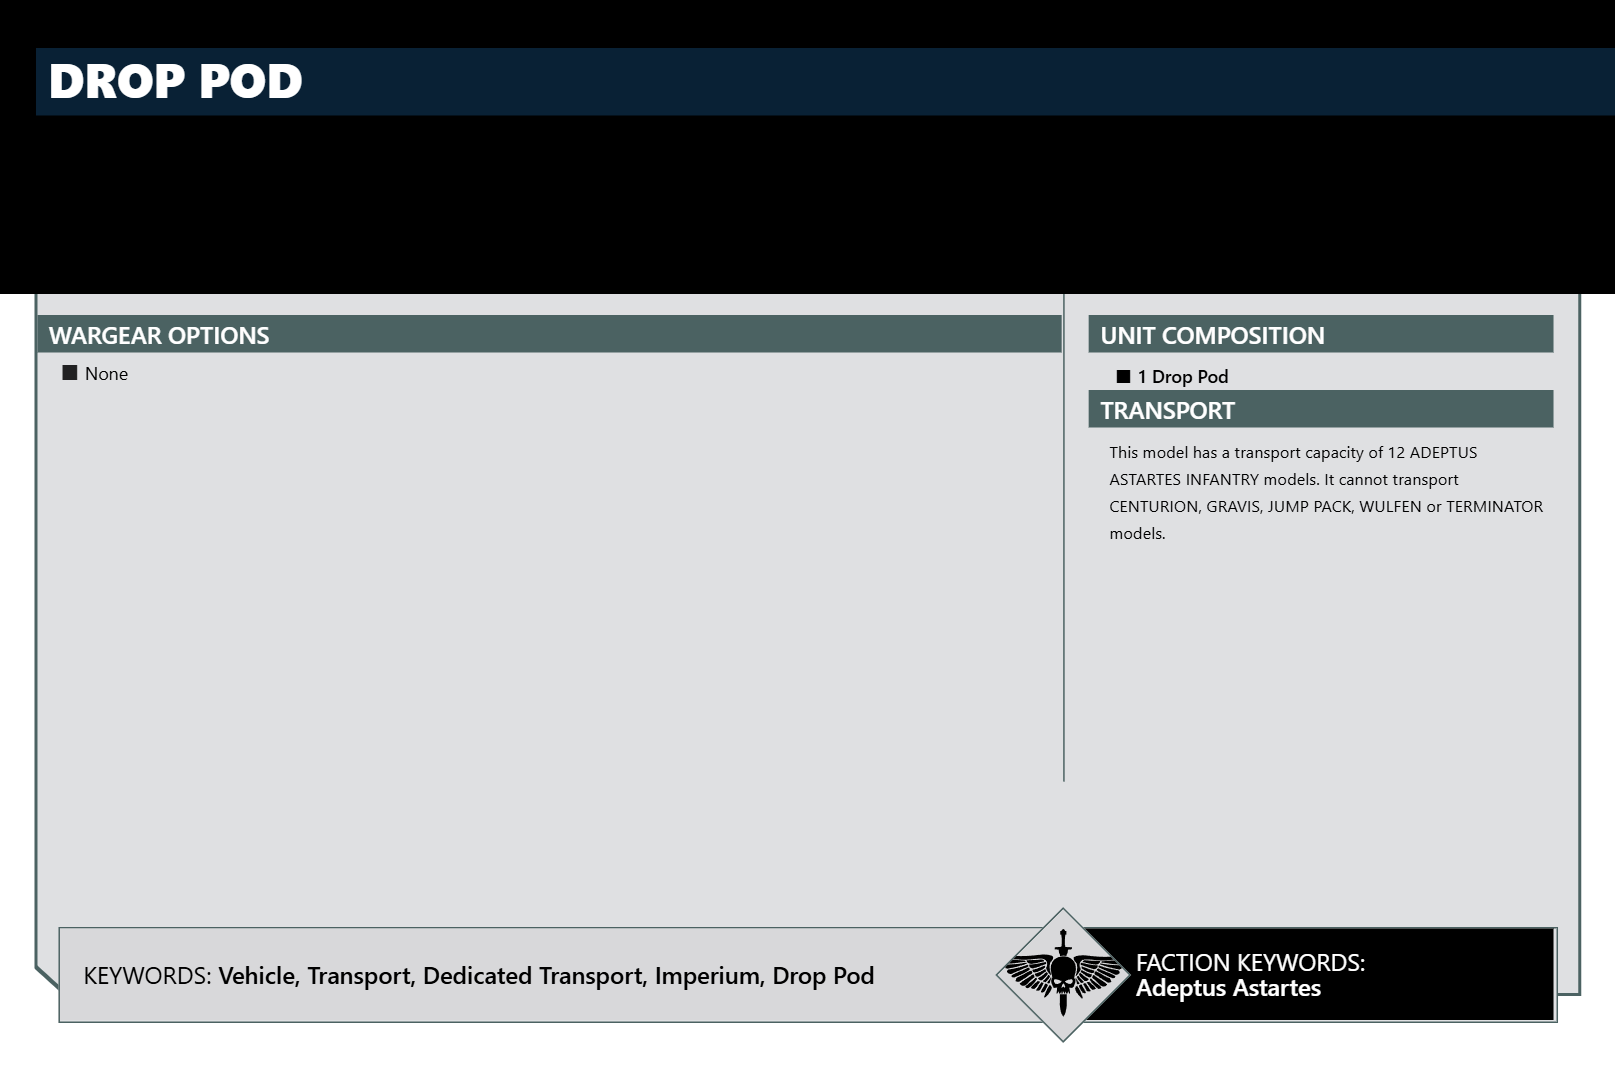 DROP POD
WARGEAR OPTIONS
■ None
UNIT COMPOSITION
■ 1 Drop Pod
TRANSPORT
This model has a transport capacity of 12 ADEPTUS
ASTARTES INFANTRY models. It cannot transport
CENTURION, GRAVIS, JUMP PACK, WULFEN or TERMINATOR
models.
KEYWORDS: Vehicle, Transport, Dedicated Transport, Imperium, Drop Pod
FACTION KEYWORDS:
Adeptus Astartes